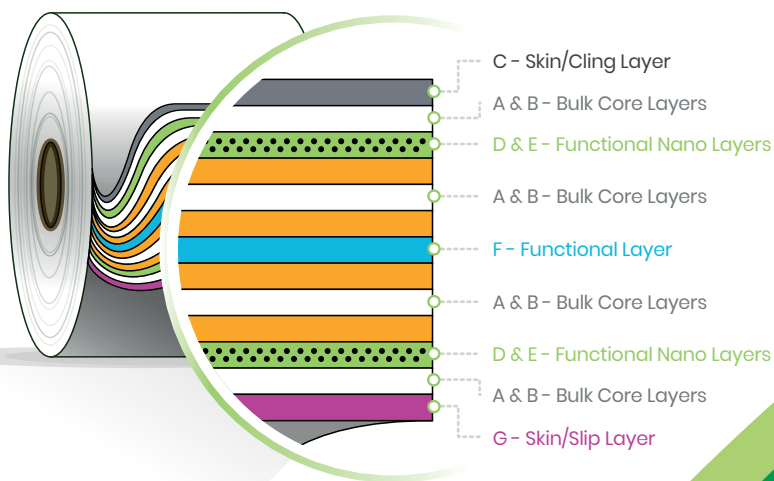 C - Skin/Cling Layer
A & B - Bulk Core Layers
D & E - Functional Nano Layers
A & B - Bulk Core Layers
F - Functional Layer
A & B - Bulk Core Layers
D & E - Functional Nano Layers
A & B - Bulk Core Layers
G - Skin/Slip Layer